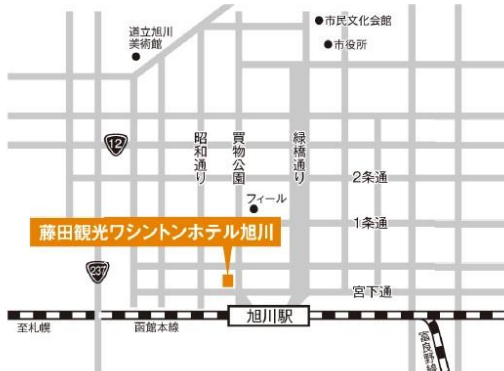 市民文化会館
市役所
道立旭川
美術館
12
昭和通り
買物公園
緑橋通り
2条通
フィール
1条通
藤田観光ワシントンホテル旭川
237
宮下通
旭川駅
至札幌
函館本線
富良野線